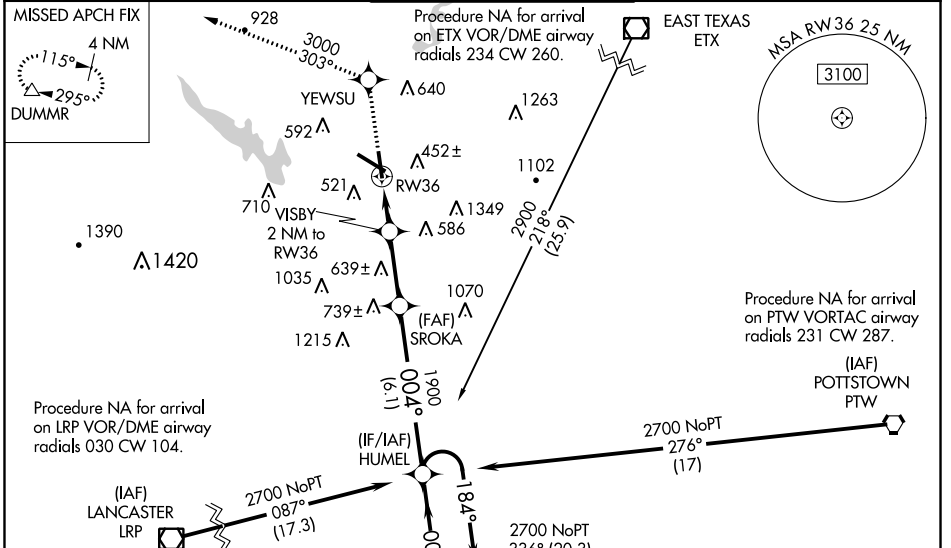 MISSED APCH FIX
4 NM
115°
295°
DUMMR
928
3000
303°
YEWSU
Procedure NA for arrival
on ETX VOR/DME airway
radials 234 CW 260.
EAST TEXAS
ETX
MSA RW36 25 NM
3100
640
1263
592
452±
RW36
1102
521
710
VISBY
2 NM to
RW36
1349
586
2900
218°
(25.9)
1390
1420
1035
639±
739±
1070
(FAF)
SROKA
1215
Procedure NA for arrival
on PTW VORTAC airway
radials 231 CW 287.
(IAF)
POTTSTOWN
PTW
1900
004°
(6.1)
Procedure NA for arrival
on LRP VOR/DME airway
radials 030 CW 104.
(IF/IAF)
HUMEL
2700 NoPT
276°
(17)
(IAF)
LANCASTER
LRP
2700 NoPT
087°
(17.3)
184°
2700 NoPT